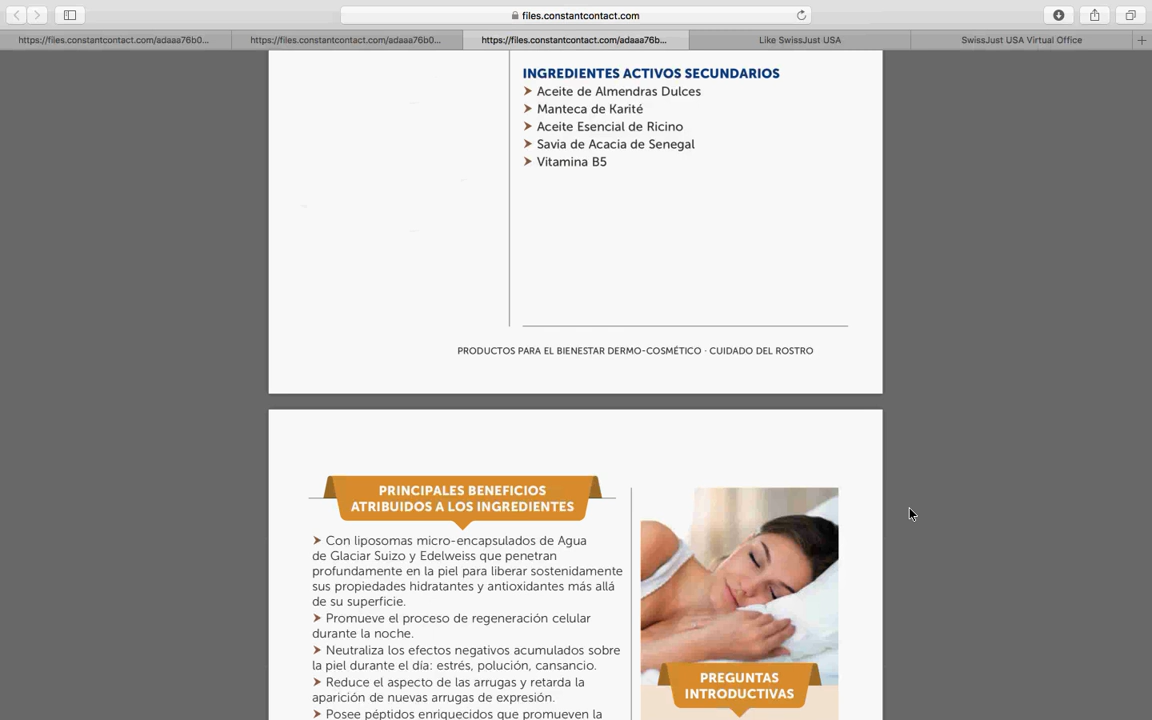 files.constantcontact.com
https://files.constantcontact.com/adaaa76b0...
https://files.constantcontact.com/adaaa76b0...
https://files.constantcontact.com/adaaa76b...
Like SwissJust USA
SwissJust USA Virtual Office
INGREDIENTES ACTIVOS SECUNDARIOS
➤ Aceite de Almendras Dulces
➤ Manteca de Karité
➤ Aceite Esencial de Ricino
➤ Savia de Acacia de Senegal
➤ Vitamina B5
PRODUCTOS PARA EL BIENESTAR DERMO-COSMÉTICO · CUIDADO DEL ROSTRO
PRINCIPALES BENEFICIOS
ATRIBUIDOS A LOS INGREDIENTES
➤ Con liposomas micro-encapsulados de Agua
de Glaciar Suizo y Edelweiss que penetran
profundamente en la piel para liberar sostenidamente
sus propiedades hidratantes y antioxidantes más allá
de su superficie.
➤ Promueve el proceso de regeneración celular
durante la noche.
➤ Neutraliza los efectos negativos acumulados sobre
la piel durante el día: estrés, polución, cansancio.
➤ Reduce el aspecto de las arrugas y retarda la
aparición de nuevas arrugas de expresión.
➤ Posee péptidos enriquecidos que promueven la
PREGUNTAS
INTRODUCTIVAS